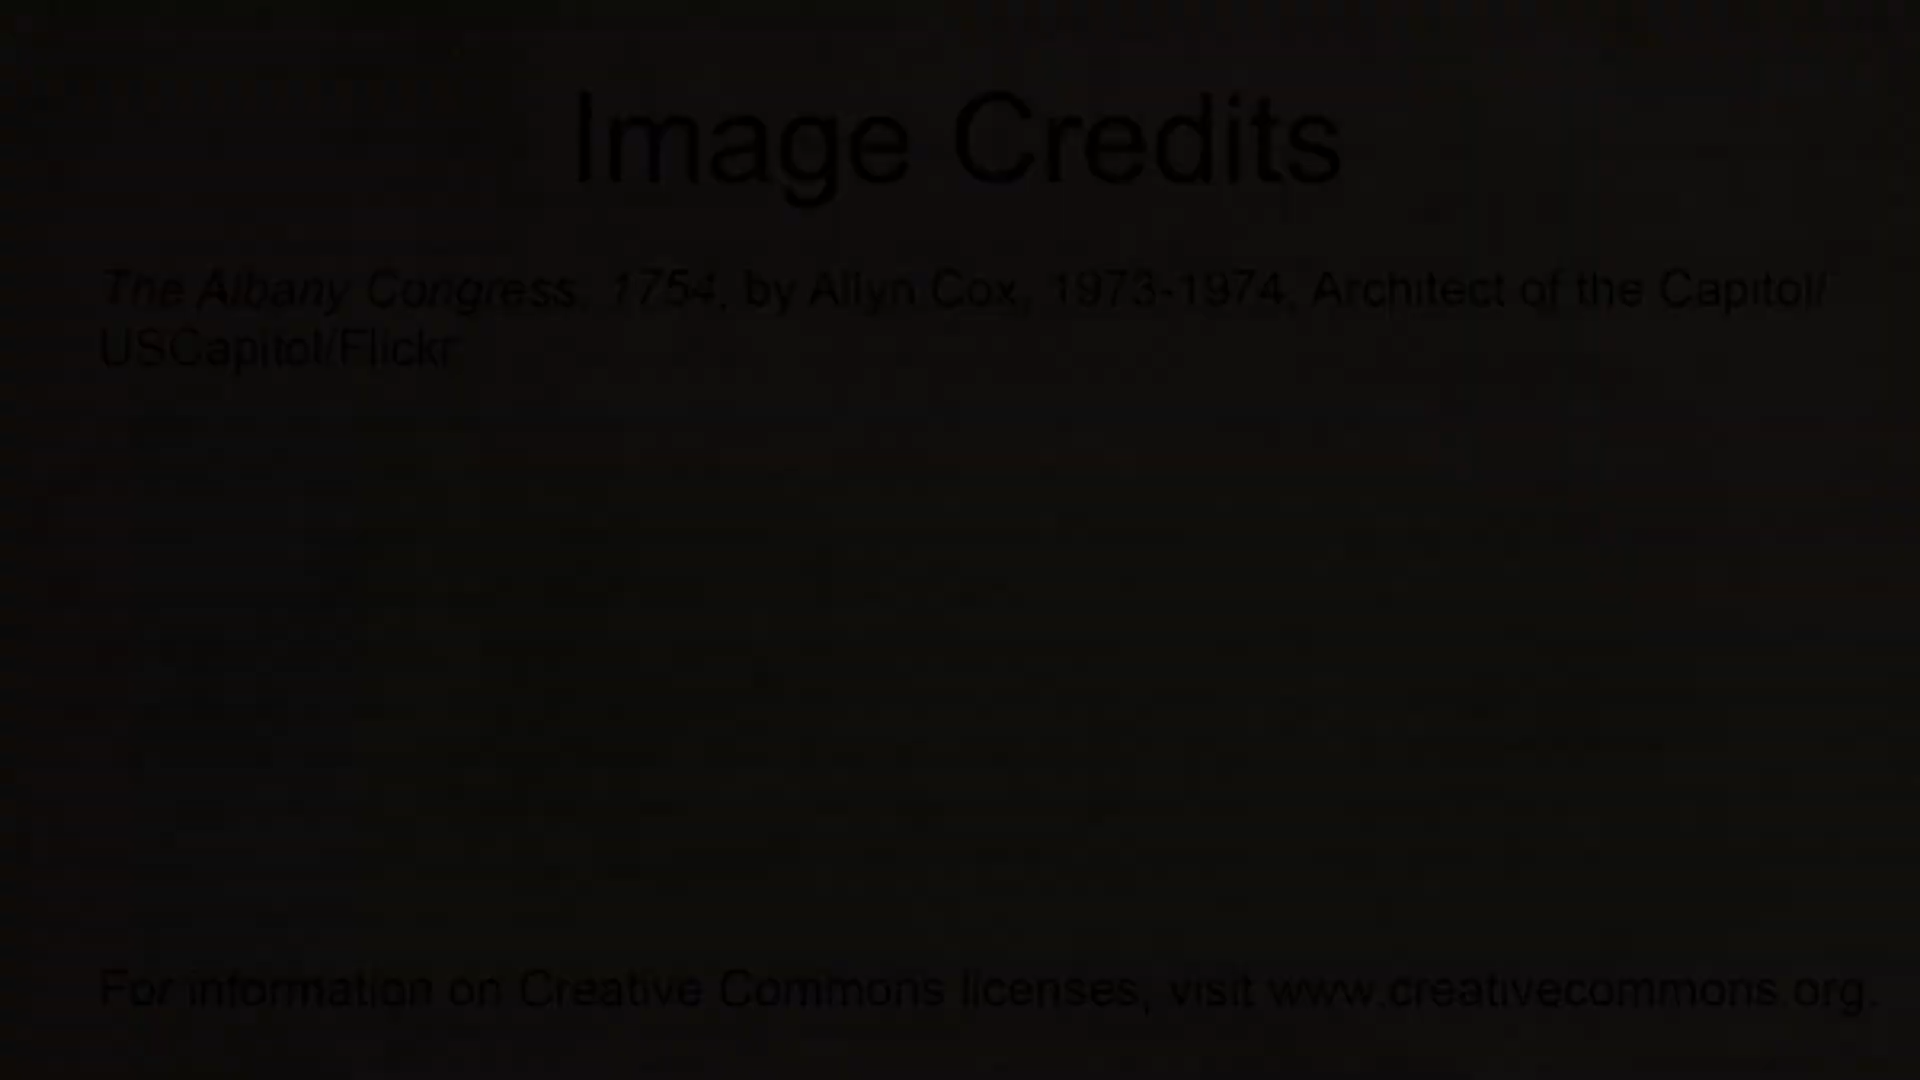 Image Credits
The Albany Congress, 1754, by Allyn Cox, 1973-1974, Architect of the Capitol/
USCapitol/Flickr
For information on Creative Commons licenses, visit www.creativecommons.org.